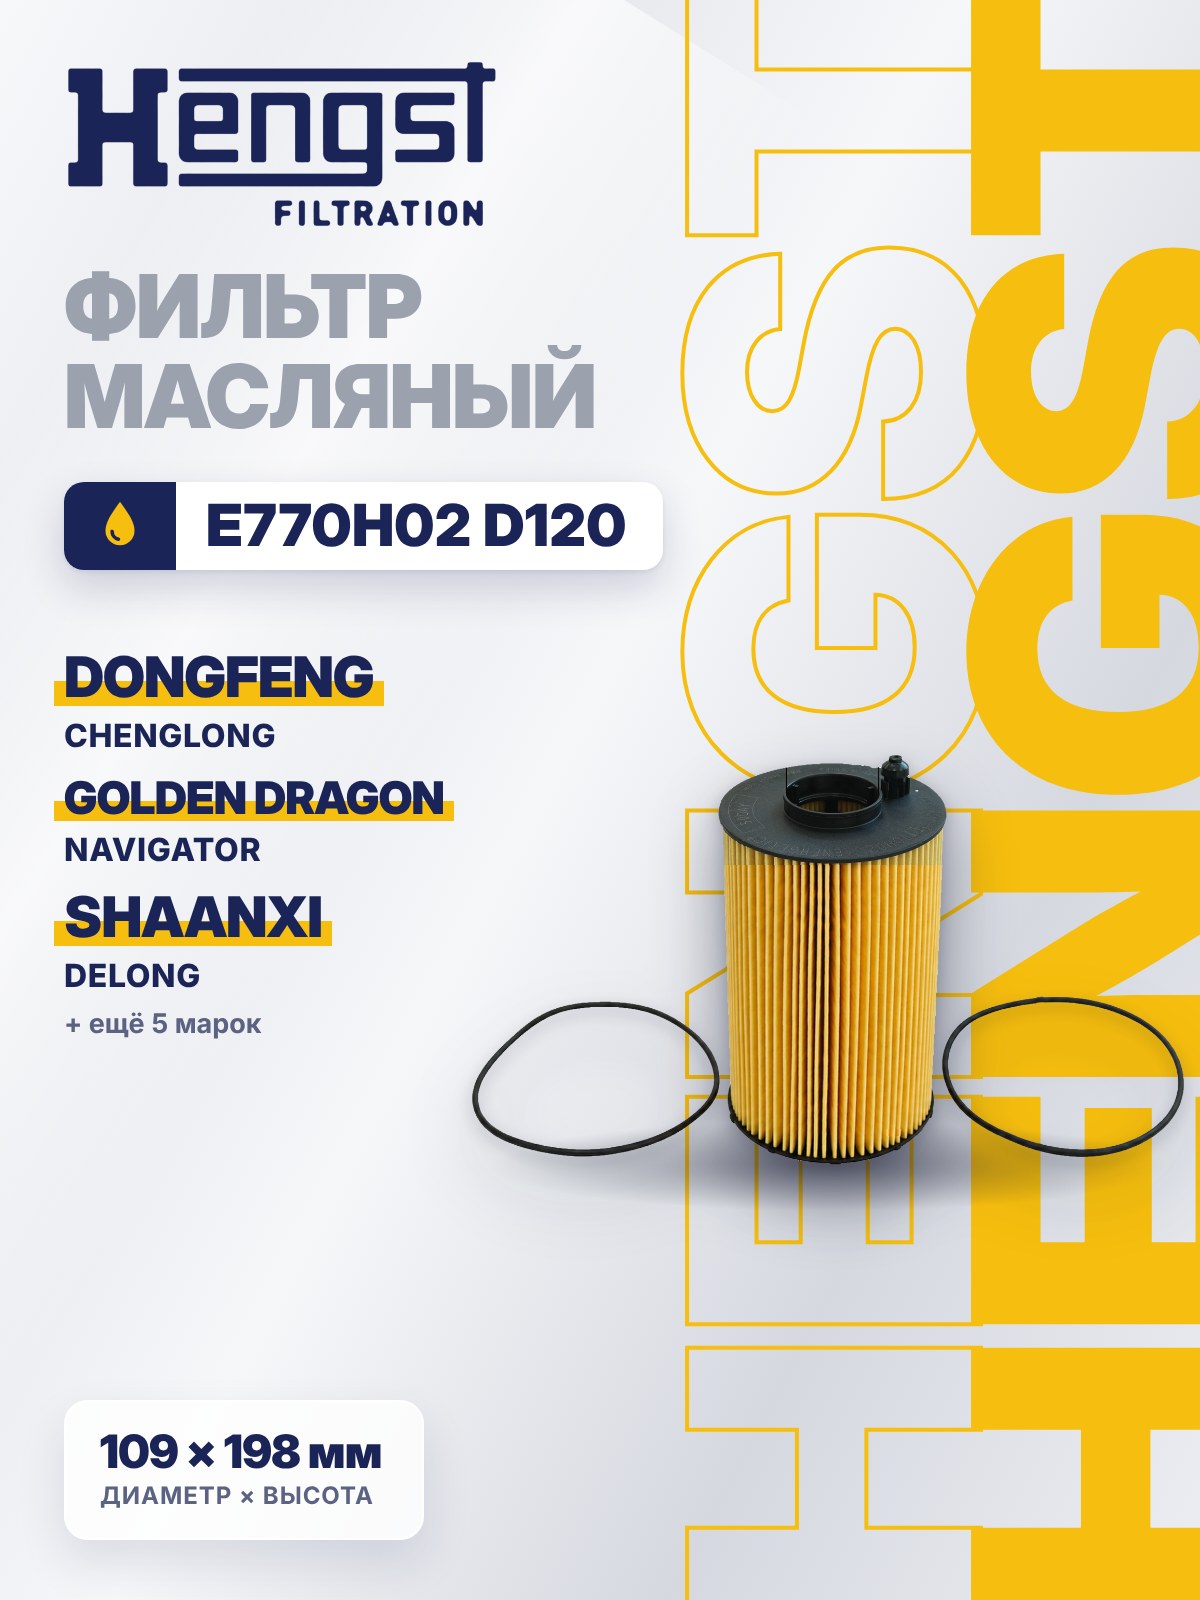 Hengst
FILTRATION
ФИЛЬТР
МАСЛЯНЫЙ
E770H02 D120
DONGFENG
CHENGLONG
GOLDEN DRAGON
NAVIGATOR
SHAANXI
DELONG
+ ещё 5 марок
109 × 198 мм
ДИАМЕТР × ВЫСОТА
HENGST
HENGST